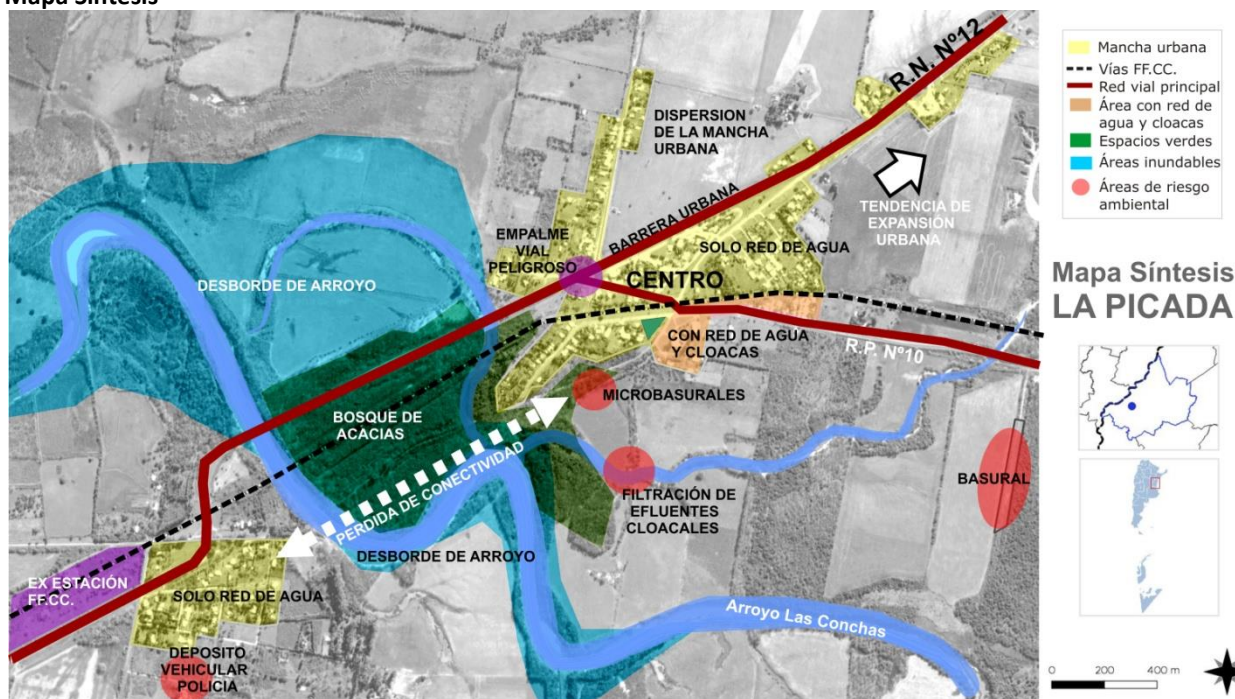 Mapa Síntesis
R.N. Nº12
DISPERSION
DE LA MANCHA
URBANA
BARRERA URBANA
EMPALME
VIAL
PELIGROSO
SOLO RED DE AGUA
TENDENCIA DE
EXPANSIÓN
URBANA
CENTRO
DESBORDE DE ARROYO
CON RED DE AGUA
Y CLOACAS
R.P. Nº10
MICROBASURALES
BOSQUE DE
ACACIAS
PERDIDA DE CONECTIVIDAD
FILTRACIÓN DE
EFLUENTES
CLOACALES
BASURAL
DESBORDE DE ARROYO
EX ESTACIÓN
FF.CC.
SOLO RED DE AGUA
Arroyo Las Conchas
DEPOSITO
VEHICULAR
POLICIA
Mancha urbana
Vías FF.CC.
Red vial principal
Área con red de
agua y cloacas
Espacios verdes
Áreas inundables
Áreas de riesgo
ambiental
Mapa Síntesis
LA PICADA
0 200 400 m